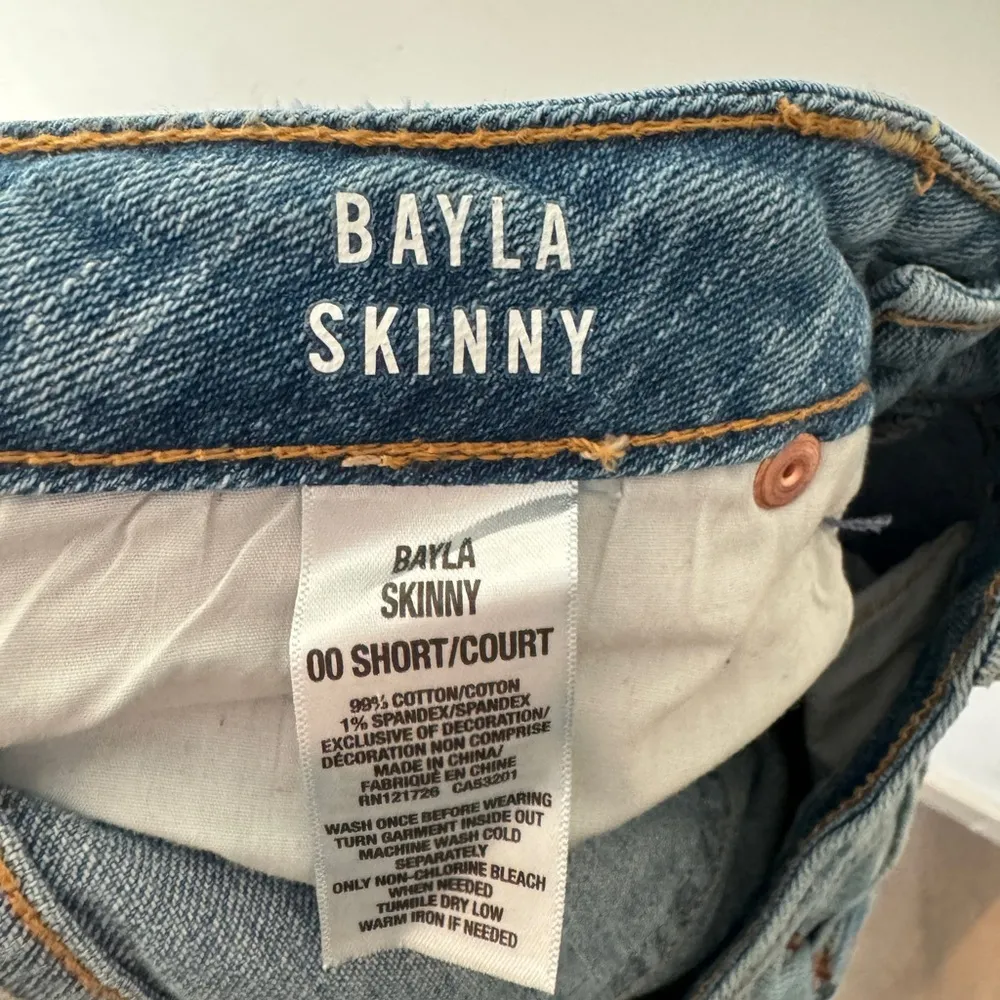 BAYLA
SKINNY
BAYLA
SKINNY
00 SHORT/COURT
99% COTTON/COTON
1% SPANDEX/SPANDEX
EXCLUSIVE OF DECORATION/
DÉCORATION NON COMPRISE
MADE IN CHINA/
FABRIQUÉ EN CHINE
RN121726 CA53201
WASH ONCE BEFORE WEARING
TURN GARMENT INSIDE OUT
MACHINE WASH COLD
SEPARATELY
ONLY NON-CHLORINE BLEACH
WHEN NEEDED
TUMBLE DRY LOW
WARM IRON IF NEEDED